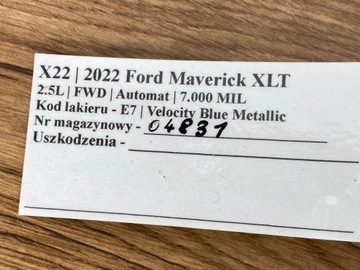 X22 | 2022 Ford Maverick XLT
2.5L | FWD | Automat | 7.000 MIL
Kod lakieru - E7 | Velocity Blue Metallic
Nr magazynowy - 04831
Uszkodzenia -